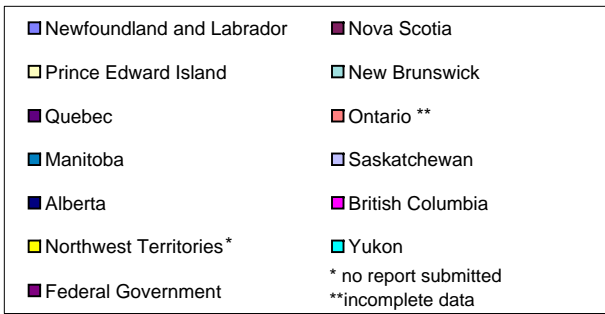 Newfoundland and Labrador
Nova Scotia
Prince Edward Island
New Brunswick
Quebec
Ontario **
Manitoba
Saskatchewan
Alberta
British Columbia
Northwest Territories*
Yukon
Federal Government
* no report submitted
**incomplete data